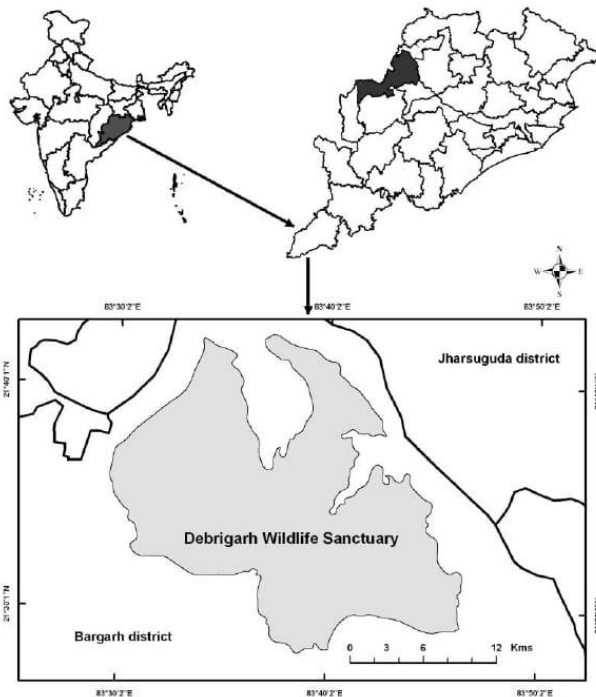 N
W E
S
83°30'2"E 83°40'2"E 83°50'2"E
21°40'1"N
Jharsuguda district
Debrigarh Wildlife Sanctuary
21°30'1"N
Bargarh district
0 3 6 12 Kms
83°30'2"E 83°40'2"E 83°50'2"E